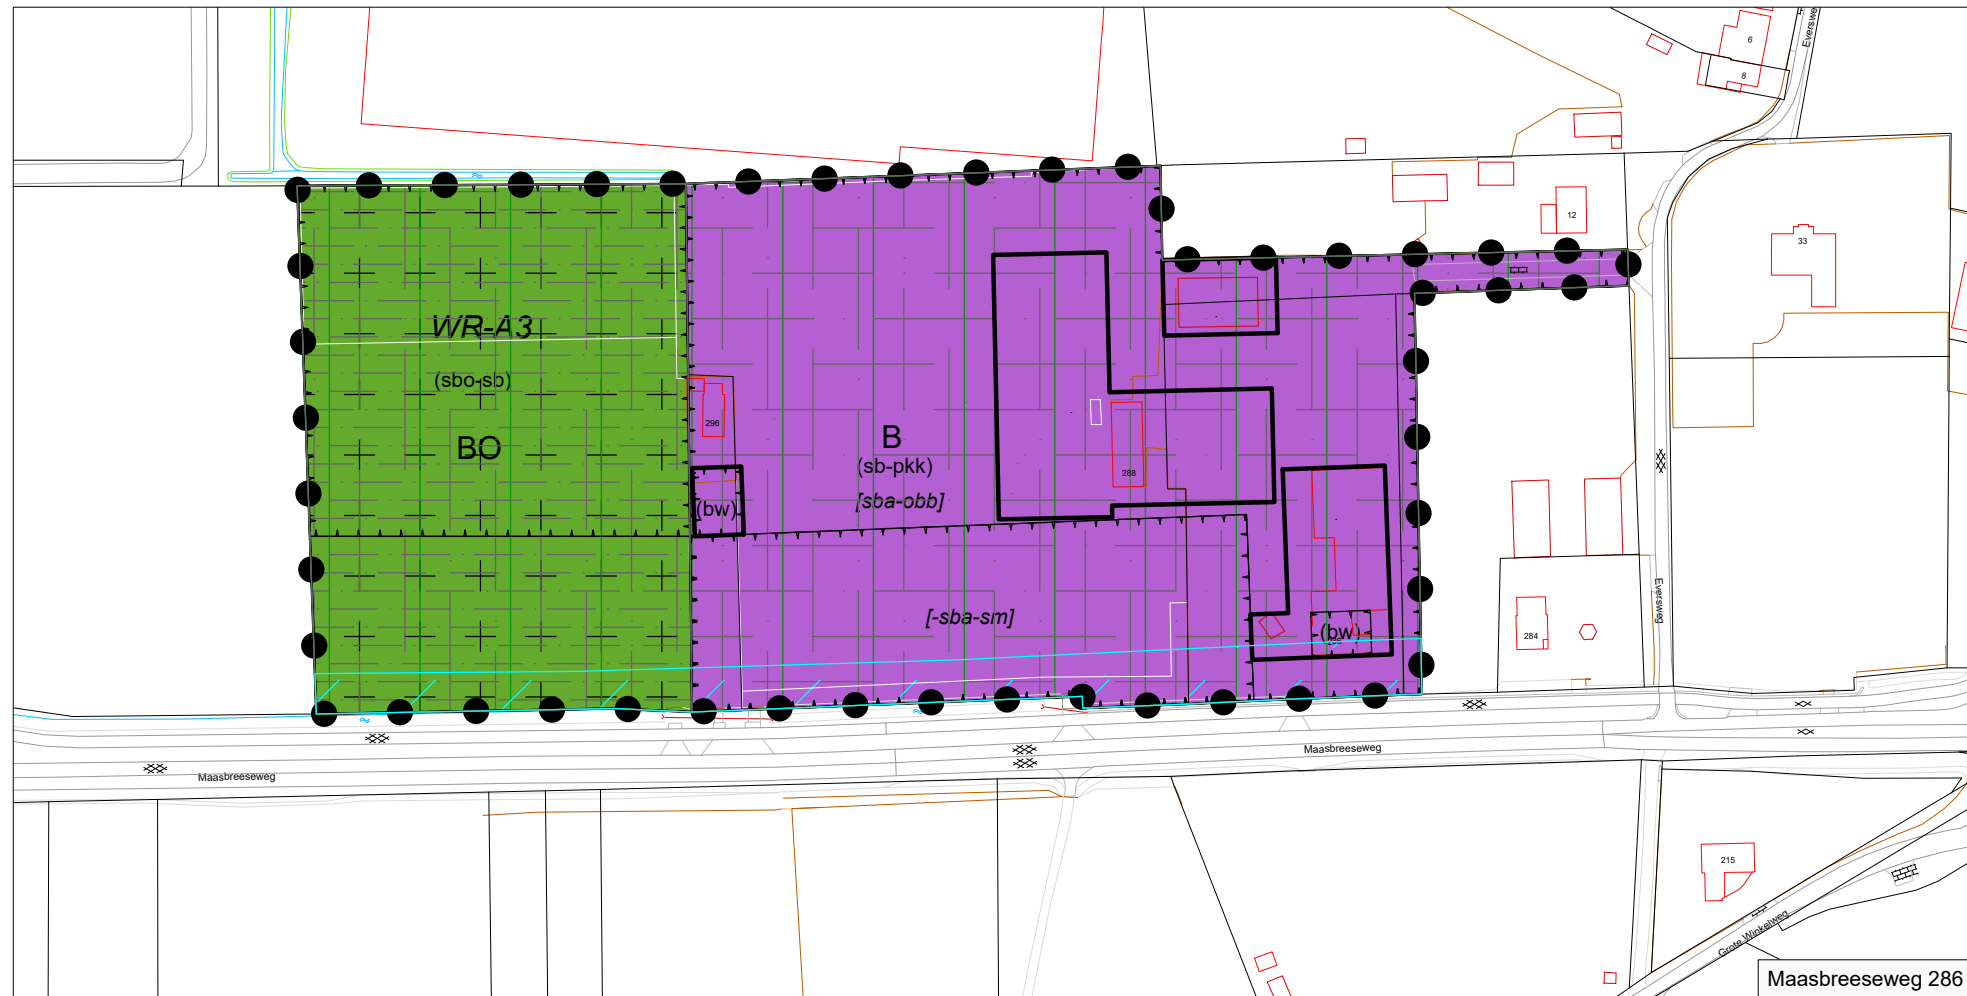 Eversweg
6
8
12
33
WR-A3
(sbo-sb)
BO
296
(bw)
B
(sb-pkk)
[sba-obb]
288
[-sba-sm]
(bw)
284
Eversweg
Maasbreeseweg
Maasbreeseweg
215
Grote Winkelweg
Maasbreeseweg 286